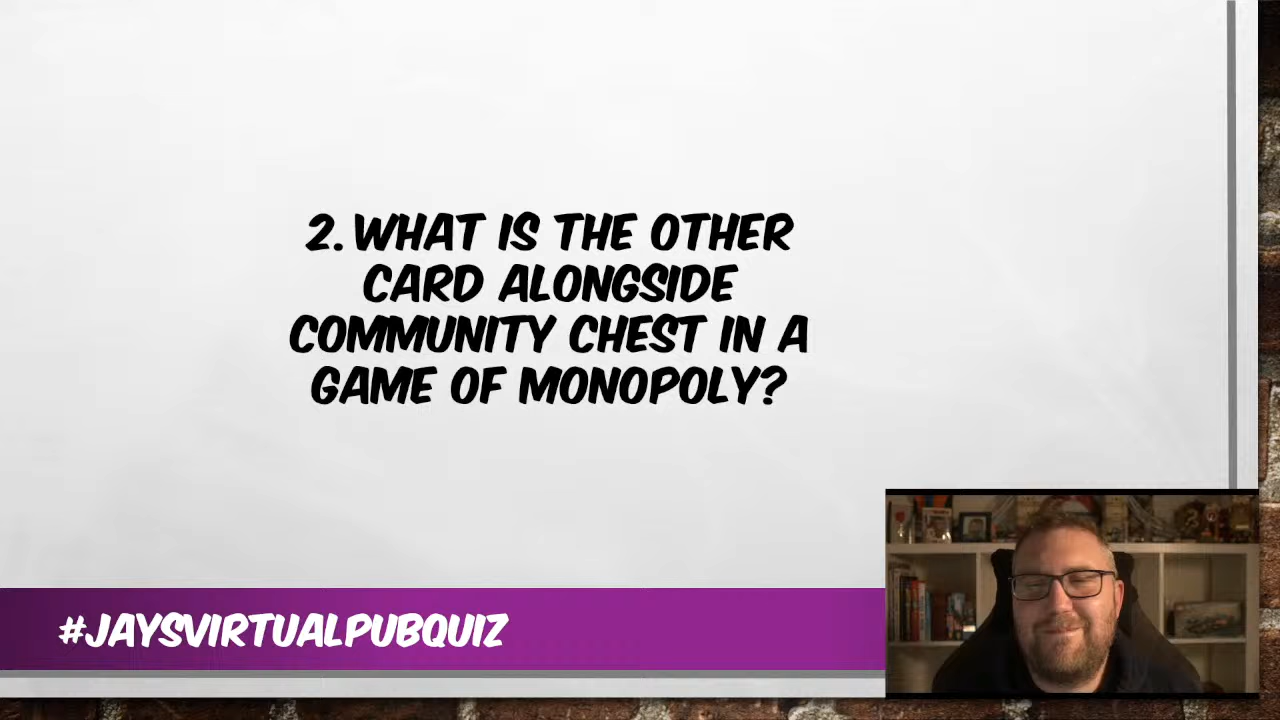 2. WHAT IS THE OTHER
CARD ALONGSIDE
COMMUNITY CHEST IN A
GAME OF MONOPOLY?
#JAYSVIRTUALPUBQUIZ